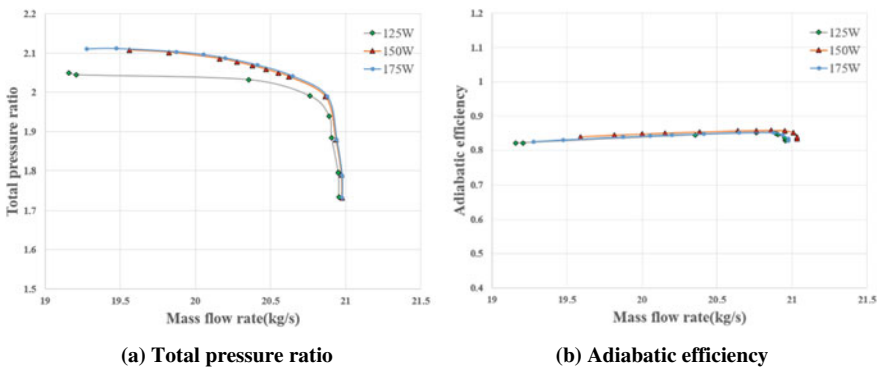 2.2
2.1
2
1.9
1.8
1.7
1.6
1.5
Total pressure ratio
125W
150W
175W
19
19.5
20
20.5
21
21.5
Mass flow rate(kg/s)
(a) Total pressure ratio
1.2
1.1
1
0.9
0.8
0.7
0.6
0.5
0.4
Adiabatic efficiency
125W
150W
175W
19
19.5
20
20.5
21
21.5
Mass flow rate(kg/s)
(b) Adiabatic efficiency